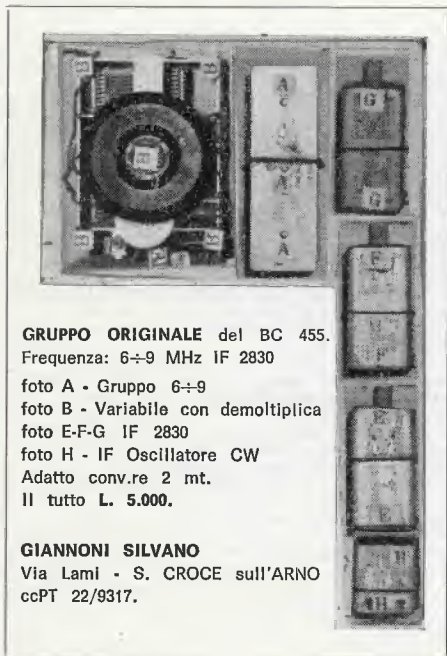 B B
B B
A
A
G
G
F
F
E
E
H
H
GRUPPO ORIGINALE del BC 455.
Frequenza: 6÷9 MHz IF 2830
foto A - Gruppo 6÷9
foto B - Variabile con demoltiplica
foto E-F-G IF 2830
foto H - IF Oscillatore CW
Adatto conv.re 2 mt.
Il tutto L. 5.000.
GIANNONI SILVANO
Via Lami - S. CROCE sull'ARNO
ccPT 22/9317.